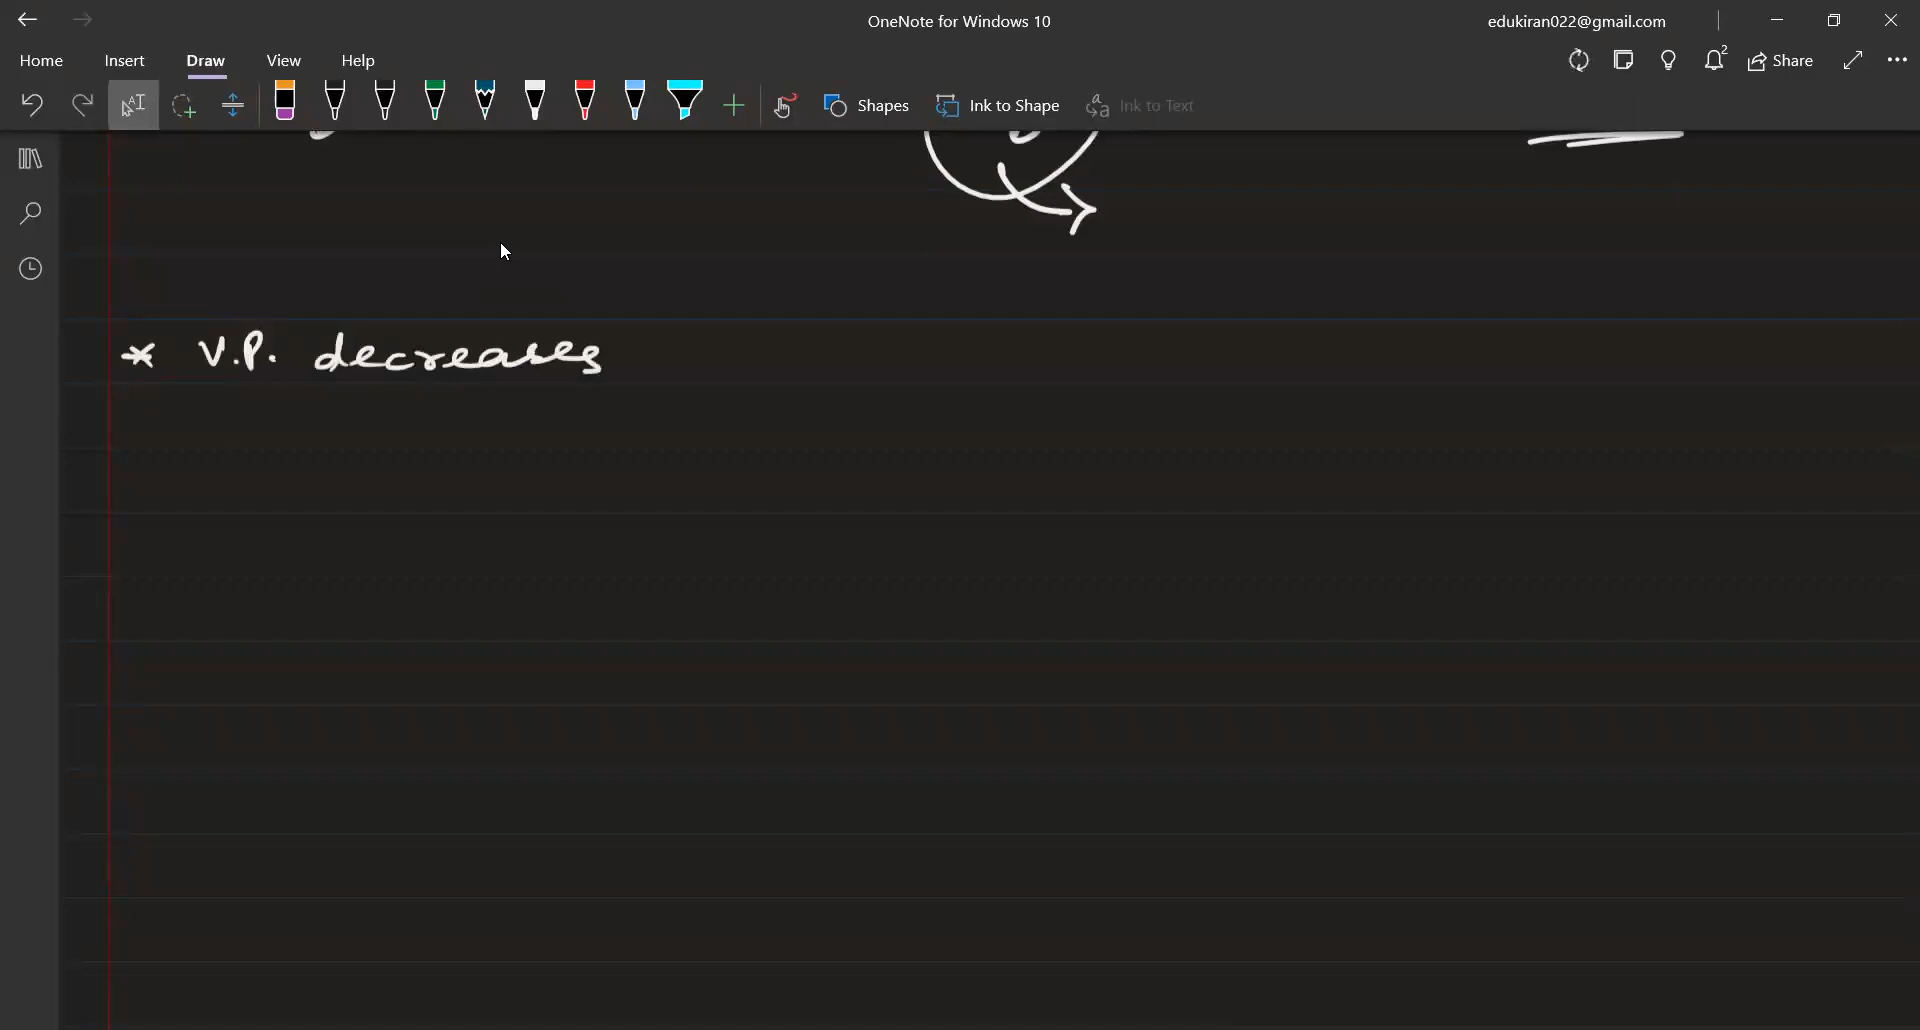 OneNote for Windows 10
edukiran022@gmail.com
Home Insert Draw View Help
2 Share
Shapes Ink to Shape Ink to Text
* V.P. decreases